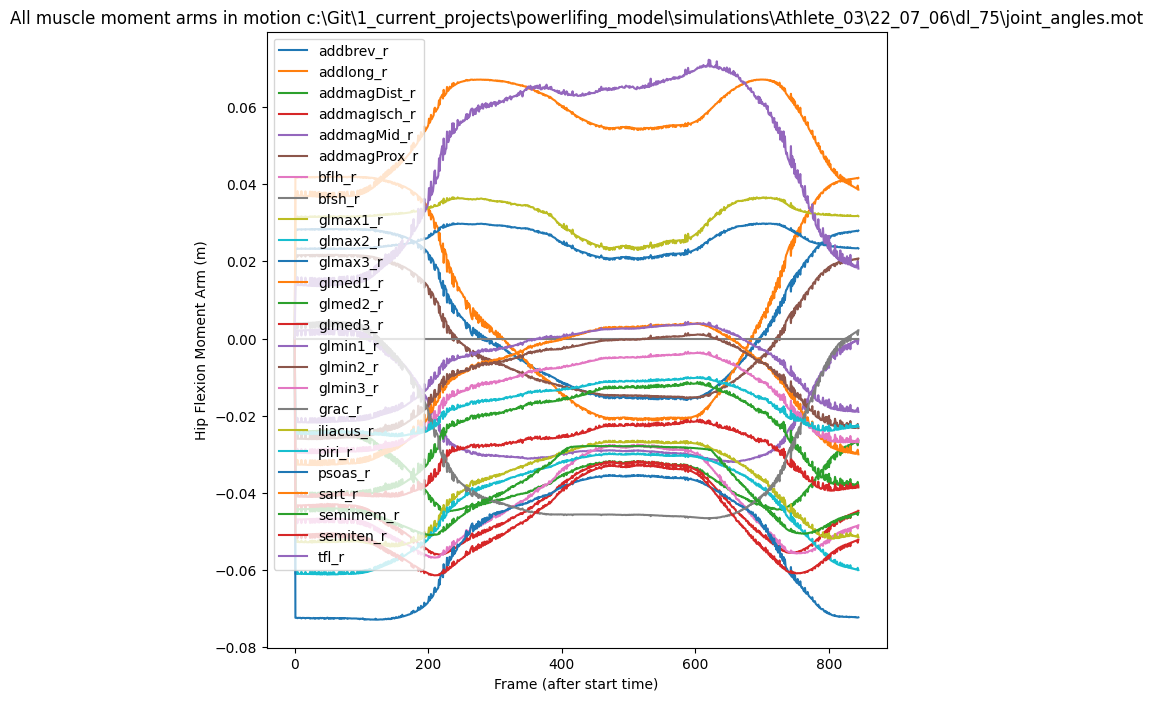 All muscle moment arms in motion c:\Git\1_current_projects\powerlifing_model\simulations\Athlete_03\22_07_06\dl_75\joint_angles.mot
addbrev_r
addlong_r
addmagDist_r
addmagIsch_r
addmagMid_r
addmagProx_r
bflh_r
bfsh_r
glmax1_r
glmax2_r
glmax3_r
glmed1_r
glmed2_r
glmed3_r
glmin1_r
glmin2_r
glmin3_r
grac_r
iliacus_r
piri_r
psoas_r
sart_r
semimem_r
semiten_r
tfl_r
Hip Flexion Moment Arm (m)
0.06
0.04
0.02
0.00
−0.02
−0.04
−0.06
−0.08
0 200 400 600 800
Frame (after start time)